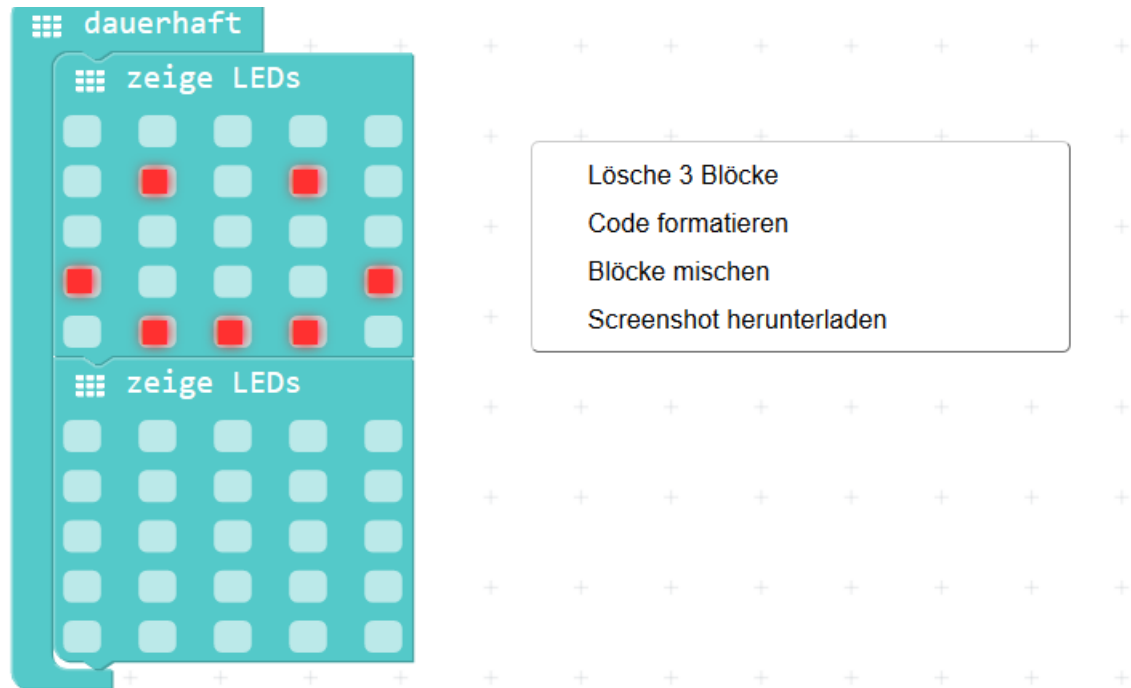 dauerhaft
zeige LEDs
Lösche 3 Blöcke
Code formatieren
Blöcke mischen
Screenshot herunterladen
zeige LEDs